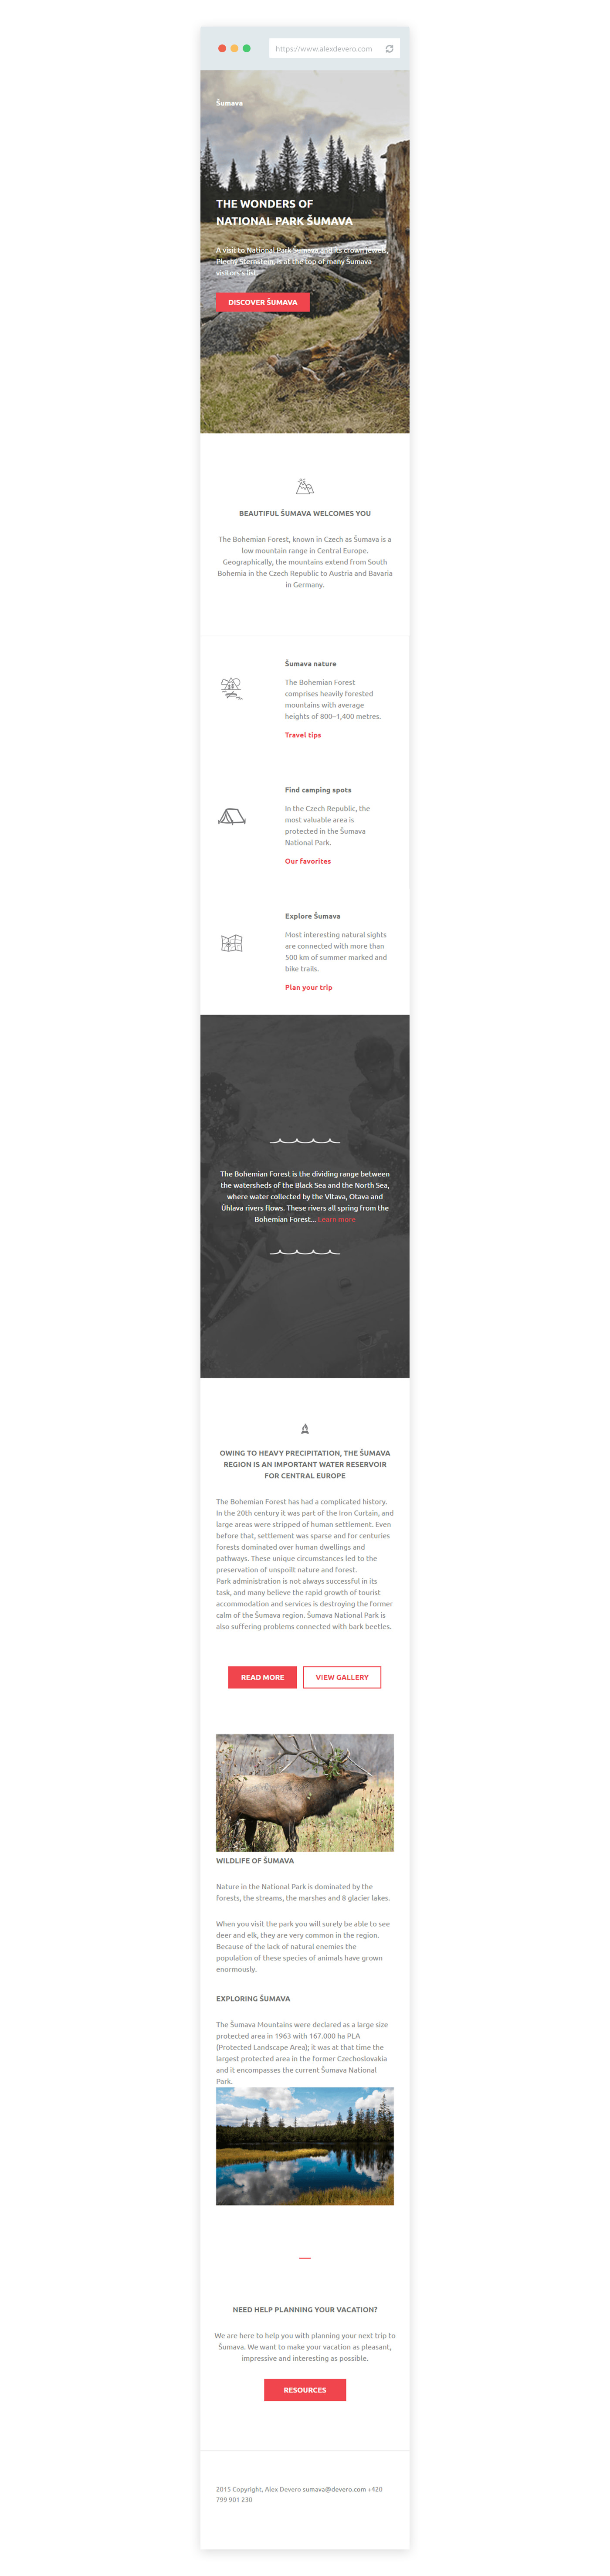 https://www.alexdevero.com
Šumava
THE WONDERS OF
NATIONAL PARK ŠUMAVA
A visit to National Park Šumava and its crown jewels,
Plechý Sternstein, is at the top of many Šumava
visitors's list.
DISCOVER ŠUMAVA
BEAUTIFUL ŠUMAVA WELCOMES YOU
The Bohemian Forest, known in Czech as Šumava is a
low mountain range in Central Europe.
Geographically, the mountains extend from South
Bohemia in the Czech Republic to Austria and Bavaria
in Germany.
Šumava nature
The Bohemian Forest
comprises heavily forested
mountains with average
heights of 800–1,400 metres.
Travel tips
Find camping spots
In the Czech Republic, the
most valuable area is
protected in the Šumava
National Park.
Our favorites
Explore Šumava
Most interesting natural sights
are connected with more than
500 km of summer marked and
bike trails.
Plan your trip
The Bohemian Forest is the dividing range between
the watersheds of the Black Sea and the North Sea,
where water collected by the Vltava, Otava and
Úhlava rivers flows. These rivers all spring from the
Bohemian Forest... Learn more
OWING TO HEAVY PRECIPITATION, THE ŠUMAVA
REGION IS AN IMPORTANT WATER RESERVOIR
FOR CENTRAL EUROPE
The Bohemian Forest has had a complicated history.
In the 20th century it was part of the Iron Curtain, and
large areas were stripped of human settlement. Even
before that, settlement was sparse and for centuries
forests dominated over human dwellings and
pathways. These unique circumstances led to the
preservation of unspoilt nature and forest.
Park administration is not always successful in its
task, and many believe the rapid growth of tourist
accommodation and services is destroying the former
calm of the Šumava region. Šumava National Park is
also suffering problems connected with bark beetles.
READ MORE
VIEW GALLERY
WILDLIFE OF ŠUMAVA
Nature in the National Park is dominated by the
forests, the streams, the marshes and 8 glacier lakes.
When you visit the park you will surely be able to see
deer and elk, they are very common in the region.
Because of the lack of natural enemies the
population of these species of animals have grown
enormously.
EXPLORING ŠUMAVA
The Šumava Mountains were declared as a large size
protected area in 1963 with 167.000 ha PLA
(Protected Landscape Area); it was at that time the
largest protected area in the former Czechoslovakia
and it encompasses the current Šumava National
Park.
NEED HELP PLANNING YOUR VACATION?
We are here to help you with planning your next trip to
Šumava. We want to make your vacation as pleasant,
impressive and interesting as possible.
RESOURCES
2015 Copyright, Alex Devero sumava@devero.com +420
799 901 230